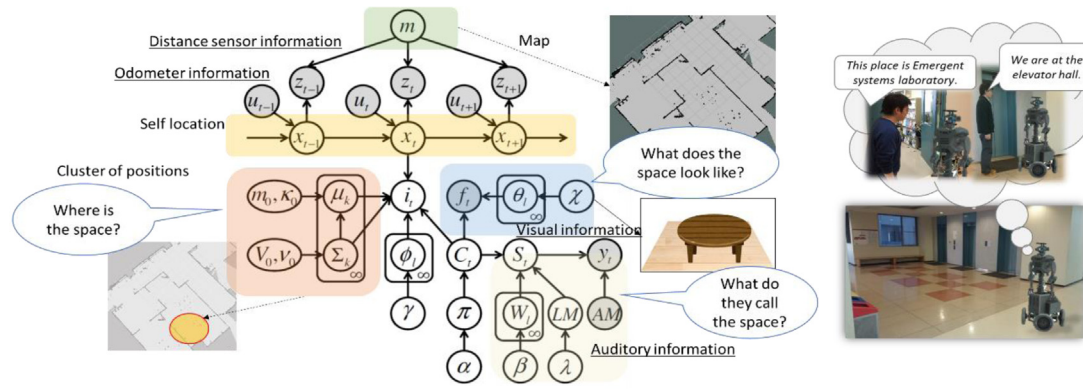 Distance sensor information
m
Map
Odometer information
z_{t-1}
z_t
z_{t+1}
u_{t-1}
u_t
u_{t+1}
Self location
x_{t-1}
x_t
x_{t+1}
This place is Emergent
systems laboratory.
We are at the
elevator hall.
Cluster of positions
Where is
the space?
m_0, κ_0
μ_k
i_t
f_t
θ_l
∞
χ
What does the
space look like?
V_0, ν_0
Σ_k
∞
ϕ_l
∞
C_t
S_t
y_t
Visual information
γ
π
W_l
∞
LM
AM
What do
they call
the space?
α
β
λ
Auditory information